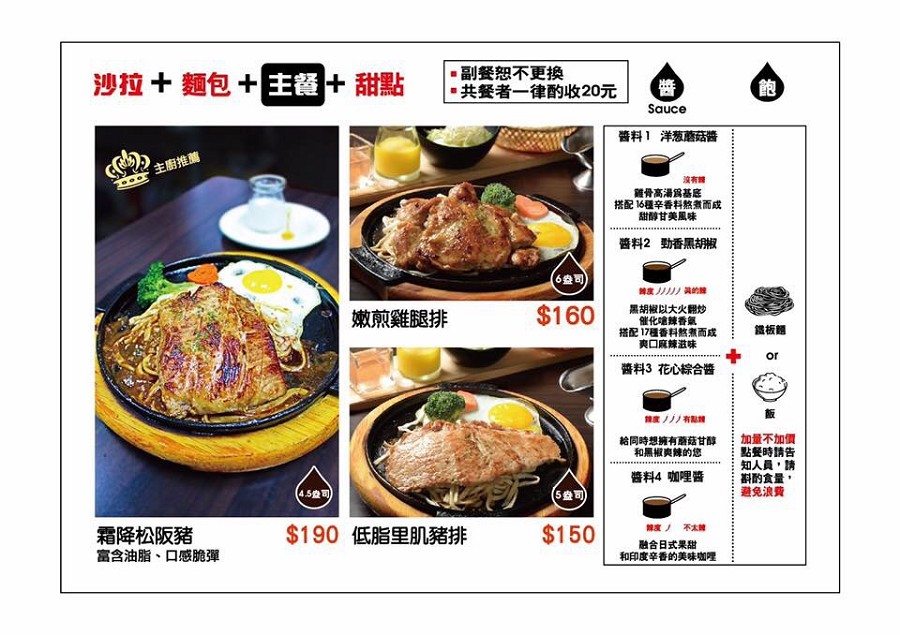 沙拉+麵包+主餐+甜點
副餐恕不更換
共餐者一律酌收20元
醬
Sauce
飽
主廚推薦
4.5盎司
霜降松阪豬 $190
富含油脂、口感脆彈
6盎司
嫩煎雞腿排 $160
5盎司
低脂里肌豬排 $150
醬料1 洋葱蘑菇醬
沒有辣
雞骨高湯為基底
搭配16種辛香料熬煮而成
甜醇甘美風味
醬料2 勁香黑胡椒
辣度 ノノノノノ 真的辣
黑胡椒以大火翻炒
催化嗆辣香氣
搭配17種香料熬煮而成
爽口麻辣滋味
醬料3 花心綜合醬
辣度 ノノノ 有點辣
給同時想擁有蘑菇甘醇
和黑椒爽辣的您
醬料4 咖哩醬
辣度 ノ 不太辣
融合日式果甜
和印度辛香的美味咖哩
+
鐵板麵
or
飯
加量不加價
點餐時請告
知人員，請
斟酌食量，
避免浪費